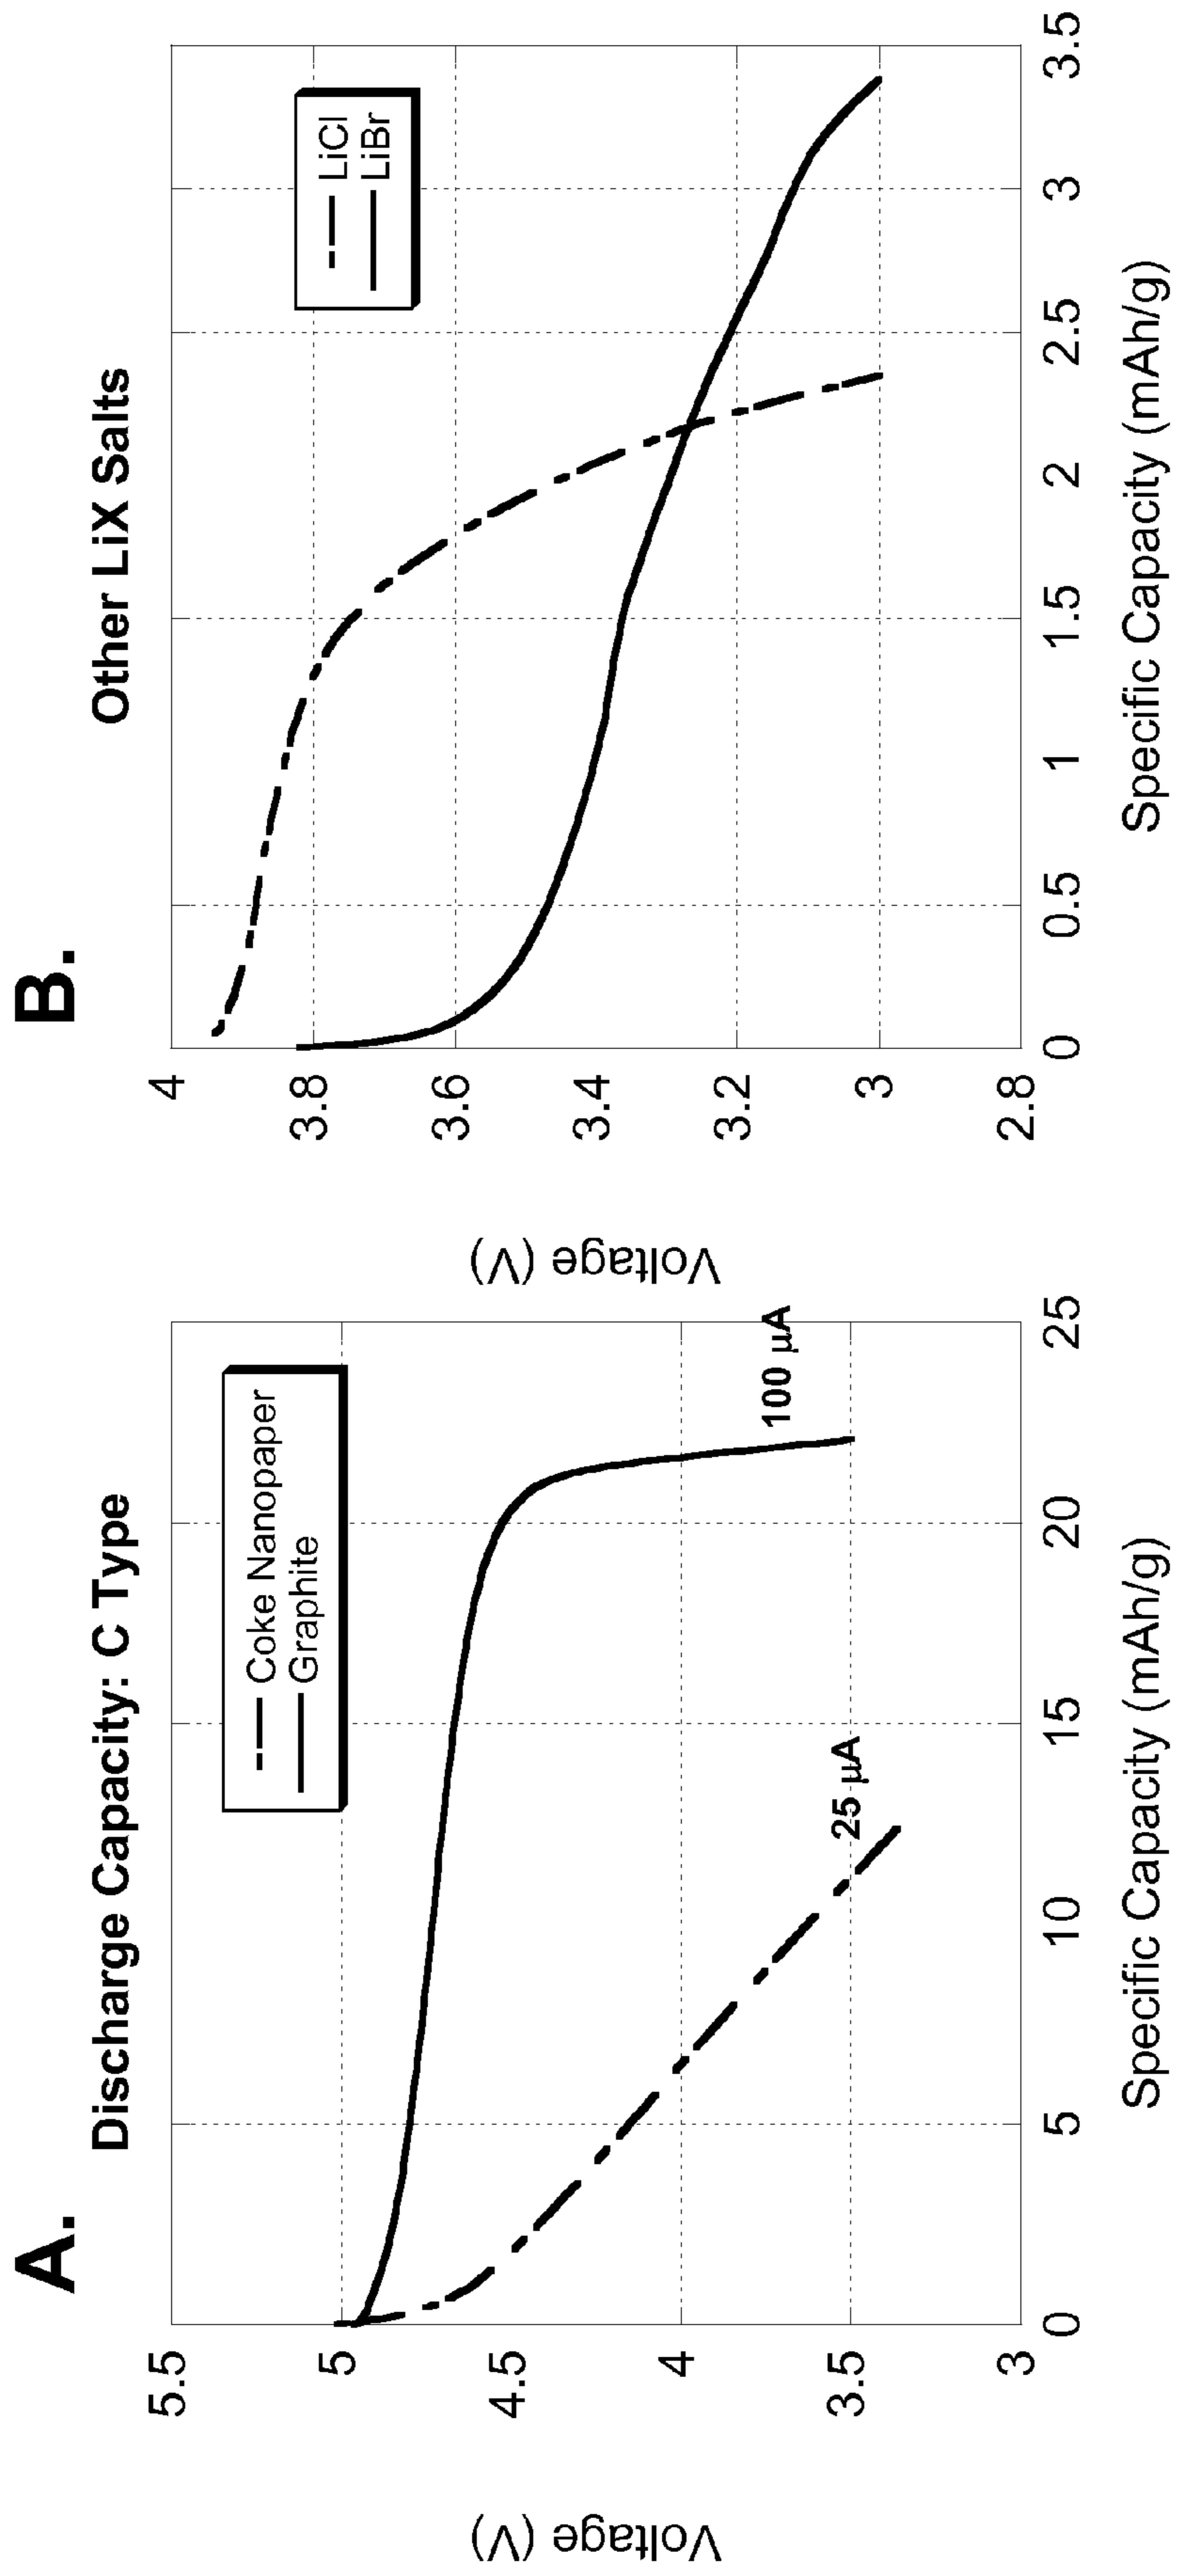 A.
Discharge Capacity: C Type
Coke Nanopaper
Graphite
5.5
5
4.5
4
3.5
3
Voltage (V)
100 µA
25 µA
0
5
10
15
20
25
Specific Capacity (mAh/g)
B.
Other LiX Salts
LiCl
LiBr
4
3.8
3.6
3.4
3.2
3
2.8
Voltage (V)
0
0.5
1
1.5
2
2.5
3
3.5
Specific Capacity (mAh/g)